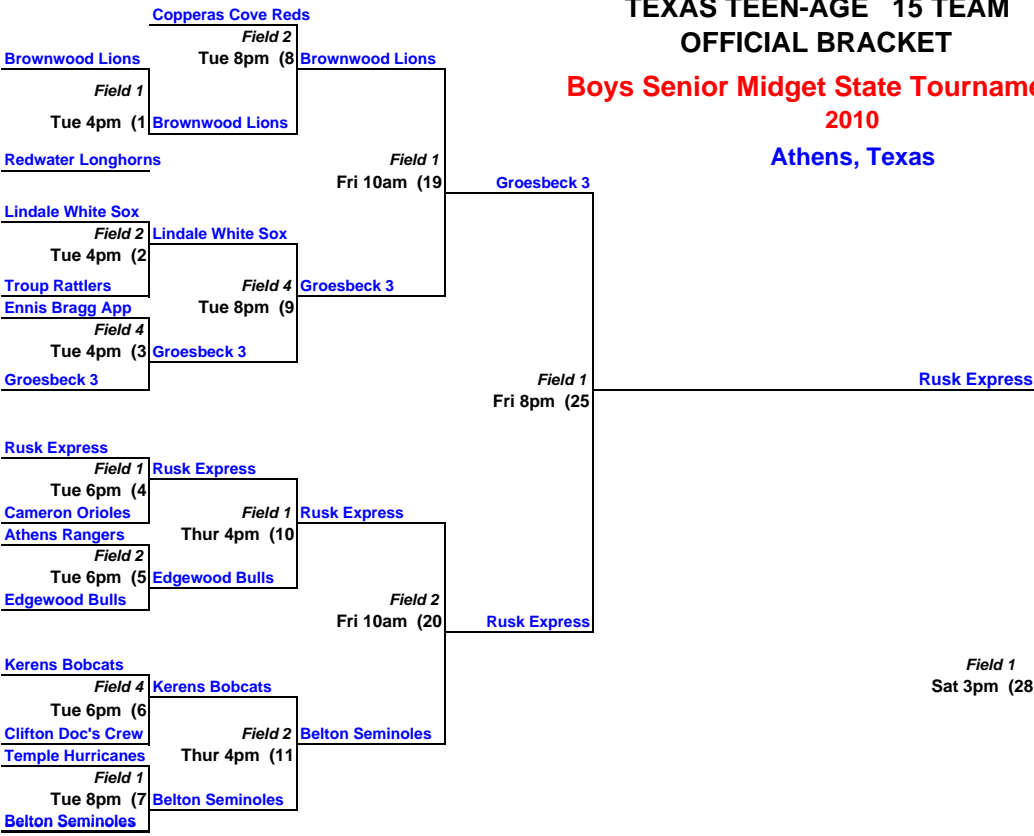 TEXAS TEEN-AGE 15 TEAM
OFFICIAL BRACKET
Boys Senior Midget State Tourname
2010
Athens, Texas
Copperas Cove Reds
Field 2
Brownwood Lions
Tue 8pm (8
Brownwood Lions
Field 1
Tue 4pm (1
Brownwood Lions
Redwater Longhorns
Field 1
Fri 10am (19
Groesbeck 3
Lindale White Sox
Field 2
Lindale White Sox
Tue 4pm (2
Troup Rattlers
Field 4
Groesbeck 3
Ennis Bragg App
Tue 8pm (9
Field 4
Tue 4pm (3
Groesbeck 3
Groesbeck 3
Field 1
Rusk Express
Fri 8pm (25
Rusk Express
Field 1
Rusk Express
Tue 6pm (4
Cameron Orioles
Field 1
Rusk Express
Athens Rangers
Thur 4pm (10
Field 2
Tue 6pm (5
Edgewood Bulls
Edgewood Bulls
Field 2
Fri 10am (20
Rusk Express
Kerens Bobcats
Field 1
Field 4
Kerens Bobcats
Sat 3pm (28
Tue 6pm (6
Clifton Doc's Crew
Field 2
Belton Seminoles
Temple Hurricanes
Thur 4pm (11
Field 1
Tue 8pm (7
Belton Seminoles
Belton Seminoles